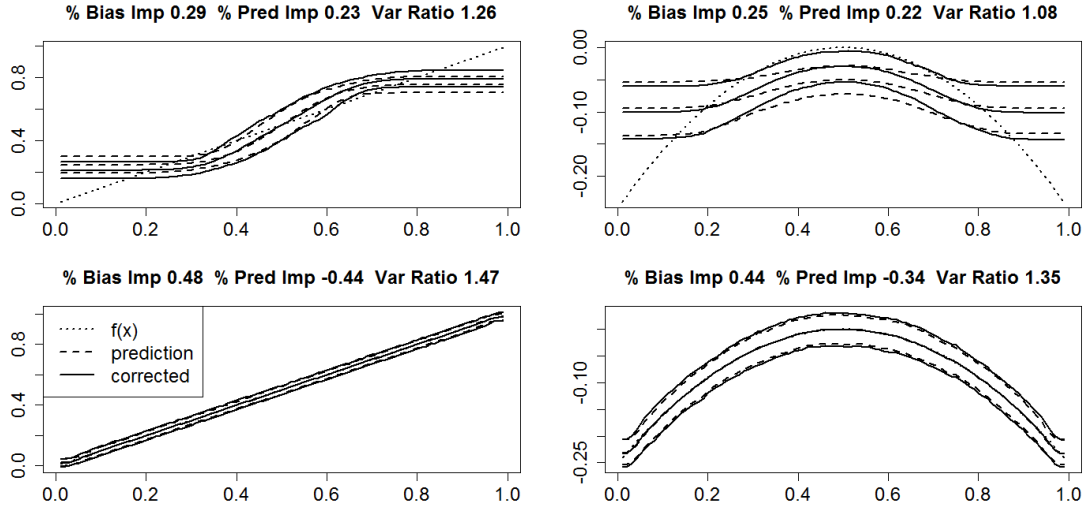 % Bias Imp 0.29  % Pred Imp 0.23  Var Ratio 1.26
0.0 0.4 0.8
0.0 0.2 0.4 0.6 0.8 1.0
% Bias Imp 0.25  % Pred Imp 0.22  Var Ratio 1.08
-0.20 -0.10 0.00
0.0 0.2 0.4 0.6 0.8 1.0
% Bias Imp 0.48  % Pred Imp -0.44  Var Ratio 1.47
f(x)
prediction
corrected
0.0 0.4 0.8
0.0 0.2 0.4 0.6 0.8 1.0
% Bias Imp 0.44  % Pred Imp -0.34  Var Ratio 1.35
-0.25 -0.10
0.0 0.2 0.4 0.6 0.8 1.0